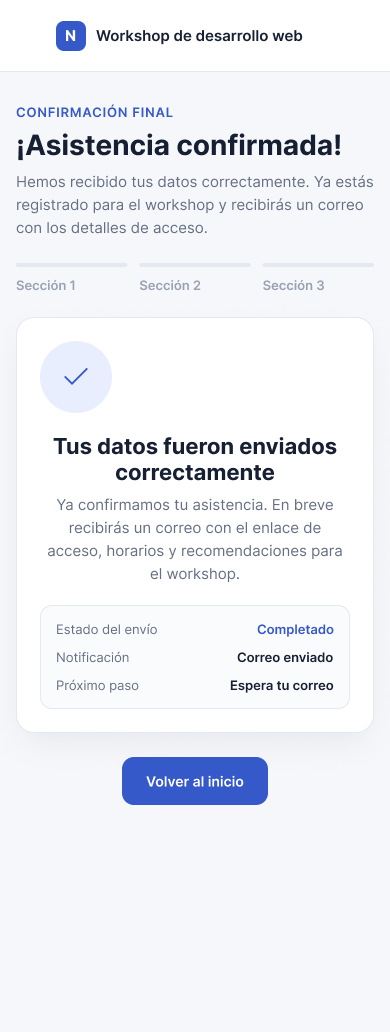 N Workshop de desarrollo web
CONFIRMACIÓN FINAL
¡Asistencia confirmada!
Hemos recibido tus datos correctamente. Ya estás
registrado para el workshop y recibirás un correo
con los detalles de acceso.
Sección 1 Sección 2 Sección 3
Tus datos fueron enviados
correctamente
Ya confirmamos tu asistencia. En breve
recibirás un correo con el enlace de
acceso, horarios y recomendaciones para
el workshop.
Estado del envío Completado
Notificación Correo enviado
Próximo paso Espera tu correo
Volver al inicio